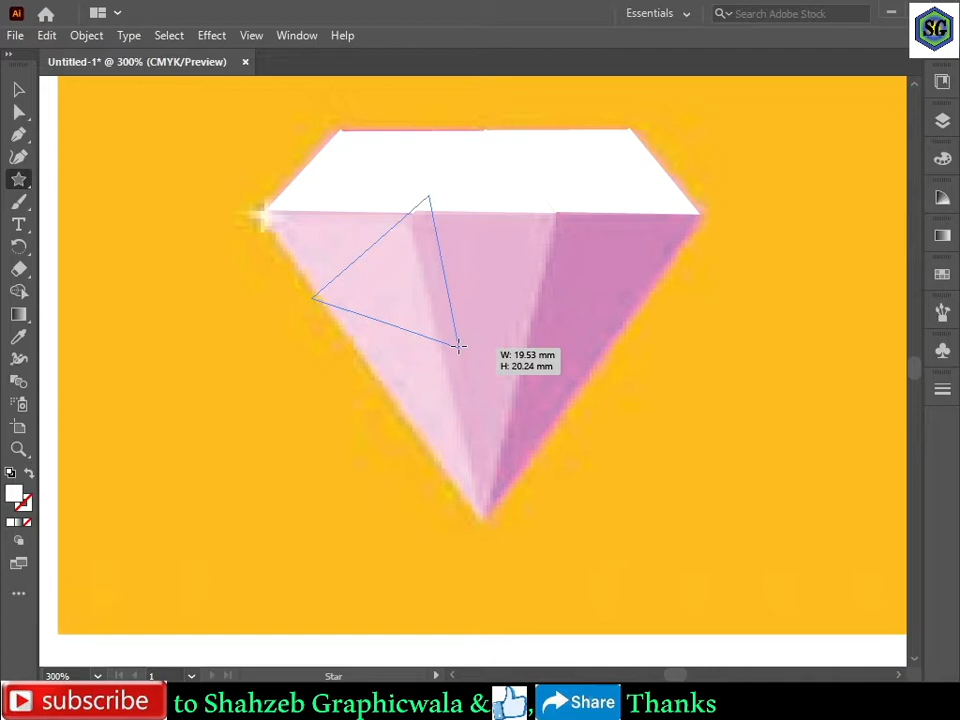 Ai
Essentials
Search Adobe Stock
SG
File Edit Object Type Select Effect View Window Help
Untitled-1* @ 300% (CMYK/Preview) ×
W: 19.53 mm
H: 20.24 mm
300% 1 Star
subscribe to Shahzeb Graphicwala & , Share Thanks